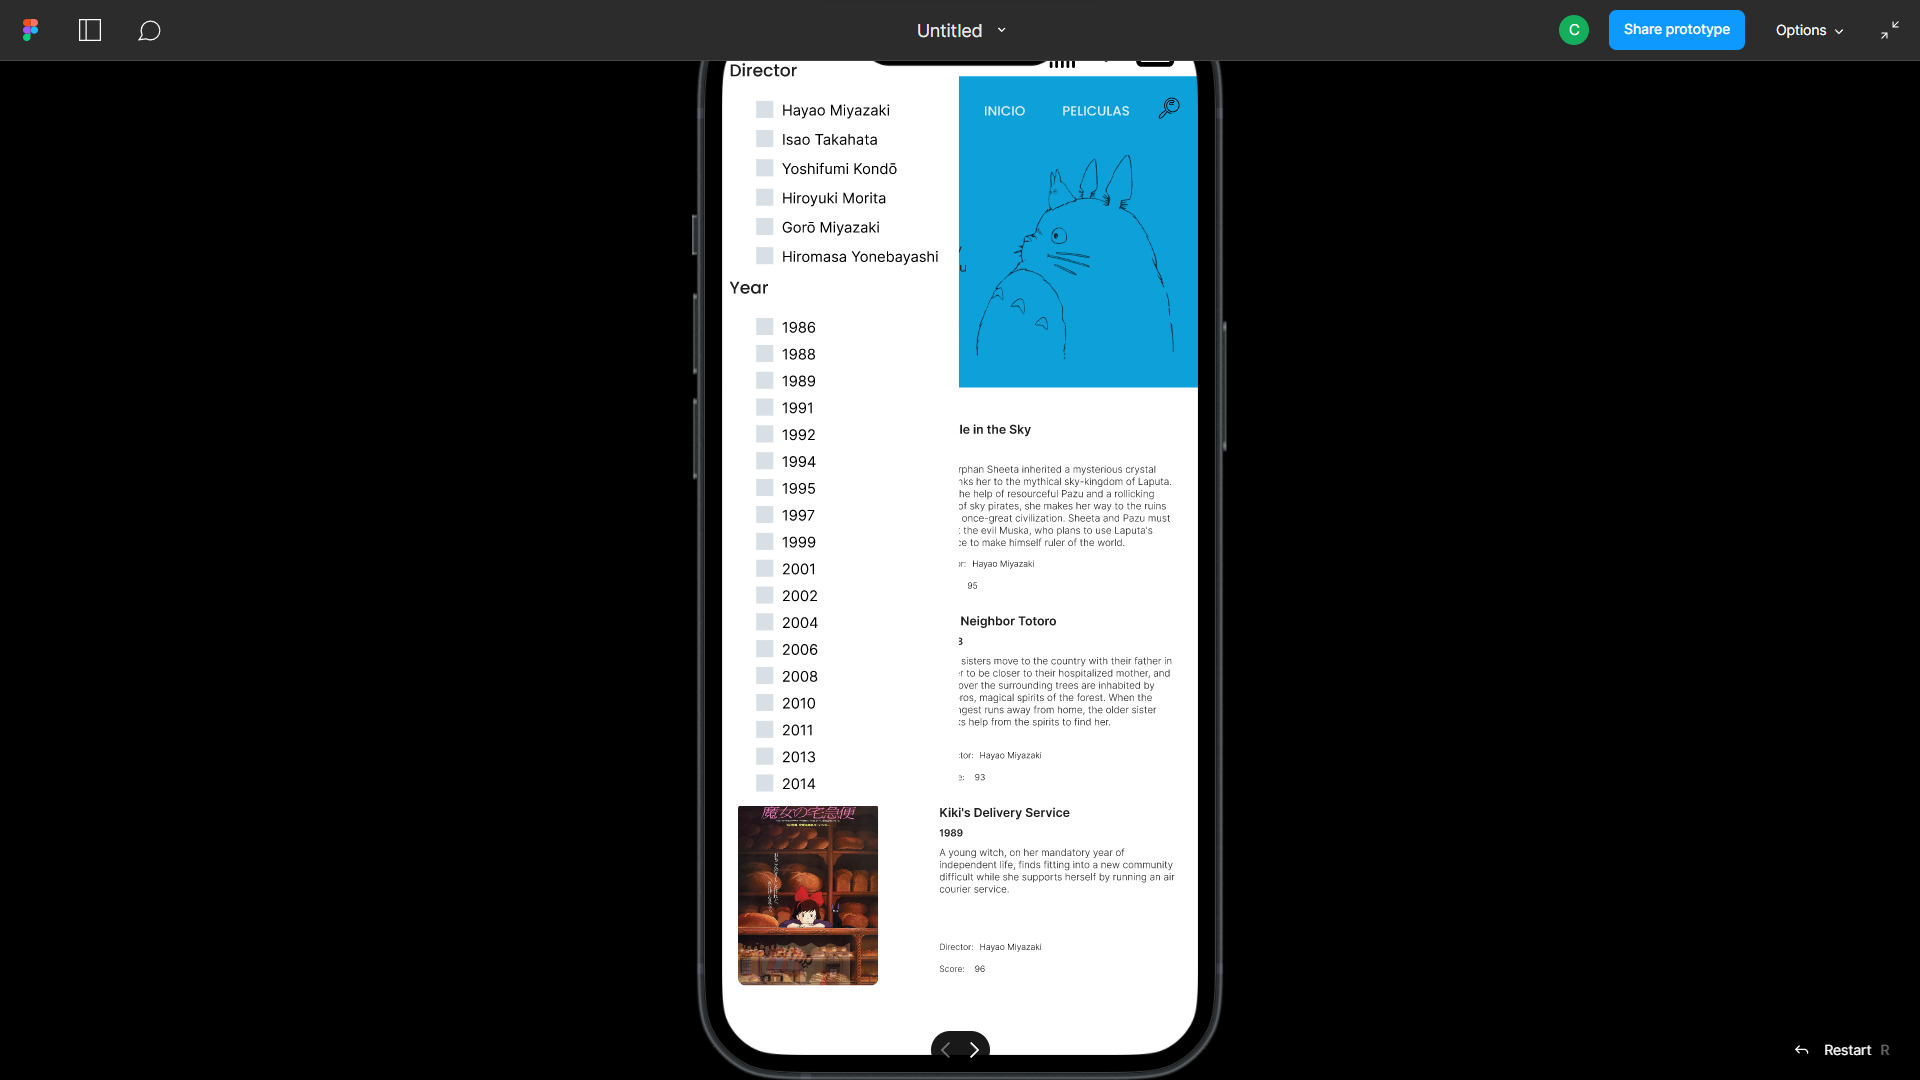 Untitled
C
Share prototype
Options
Director
Hayao Miyazaki
Isao Takahata
Yoshifumi Kondō
Hiroyuki Morita
Gorō Miyazaki
Hiromasa Yonebayashi
Year
1986
1988
1989
1991
1992
1994
1995
1997
1999
2001
2002
2004
2006
2008
2010
2011
2013
2014
INICIO
PELICULAS
u
le in the Sky
rphan Sheeta inherited a mysterious crystal
nks her to the mythical sky-kingdom of Laputa.
he help of resourceful Pazu and a rollicking
of sky pirates, she makes her way to the ruins
once-great civilization. Sheeta and Pazu must
t the evil Muska, who plans to use Laputa's
ce to make himself ruler of the world.
or: Hayao Miyazaki
95
Neighbor Totoro
8
sisters move to the country with their father in
er to be closer to their hospitalized mother, and
over the surrounding trees are inhabited by
ros, magical spirits of the forest. When the
ngest runs away from home, the older sister
ks help from the spirits to find her.
ctor: Hayao Miyazaki
e: 93
魔女の宅急便
Kiki's Delivery Service
1989
A young witch, on her mandatory year of
independent life, finds fitting into a new community
difficult while she supports herself by running an air
courier service.
Director: Hayao Miyazaki
Score: 96
Restart R